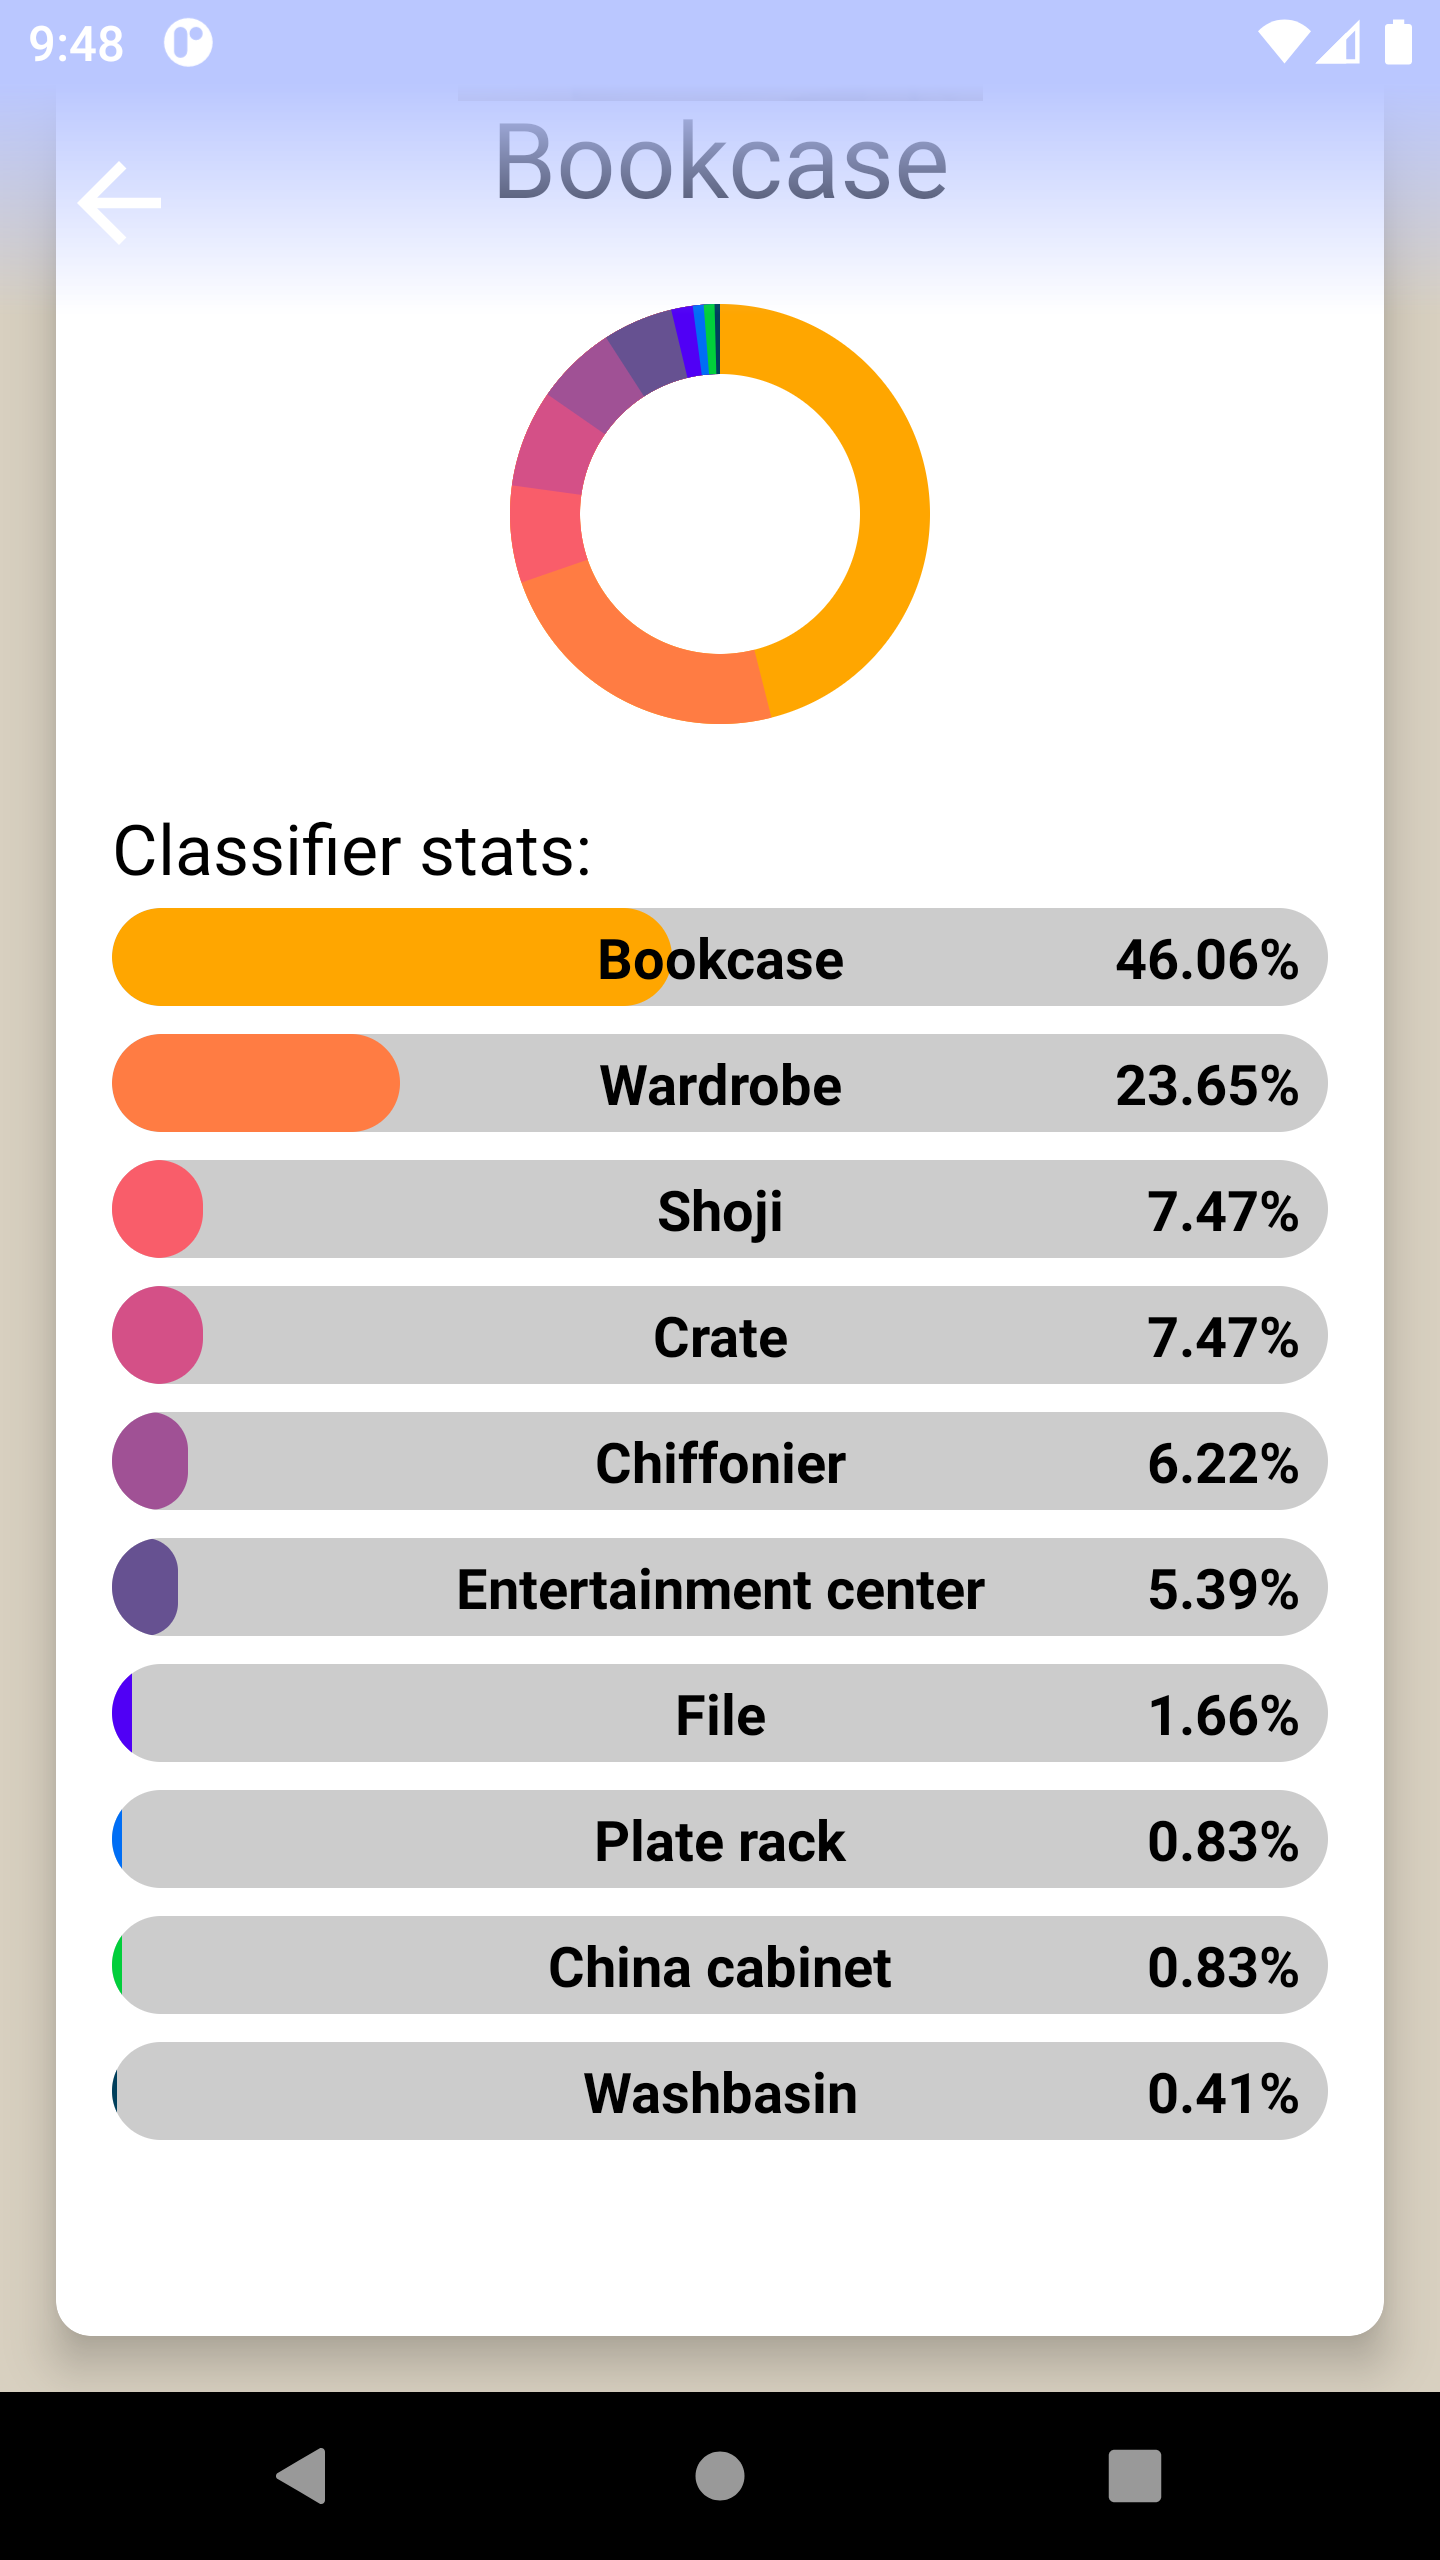 9:48
Bookcase
Classifier stats:
Bookcase 46.06%
Wardrobe 23.65%
Shoji 7.47%
Crate 7.47%
Chiffonier 6.22%
Entertainment center 5.39%
File 1.66%
Plate rack 0.83%
China cabinet 0.83%
Washbasin 0.41%